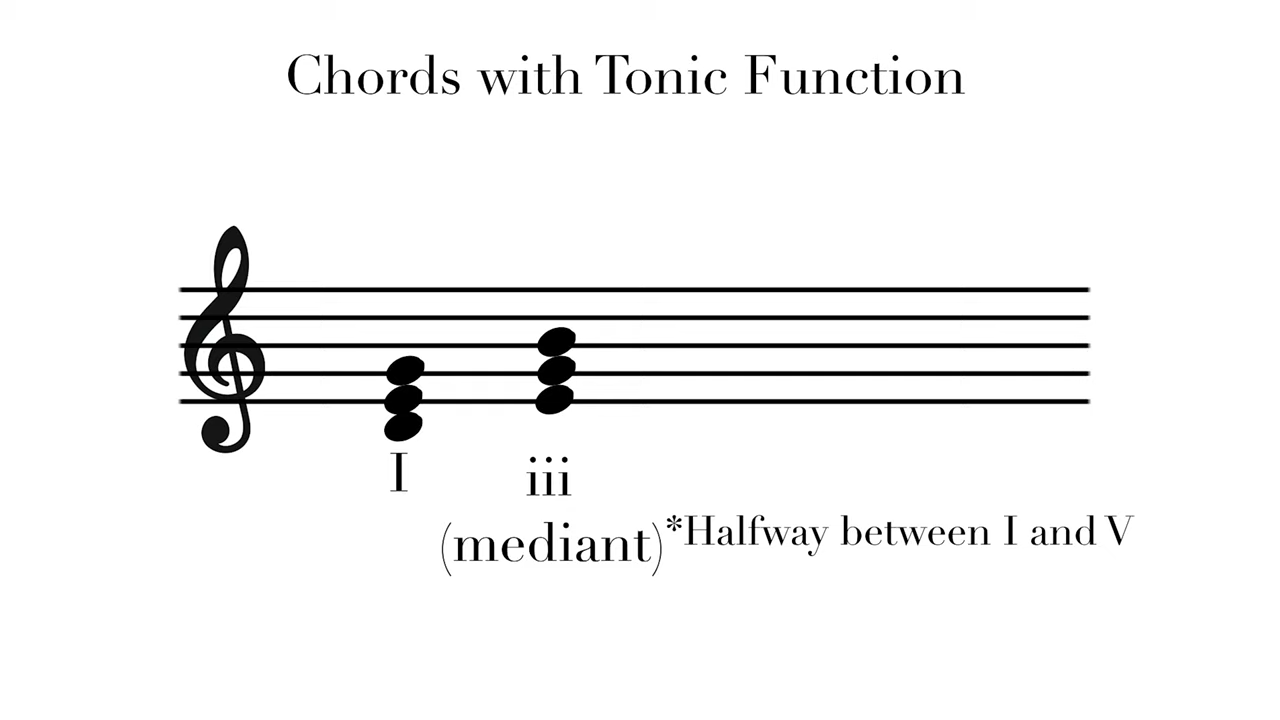 Chords with Tonic Function
I iii
(mediant)*Halfway between I and V